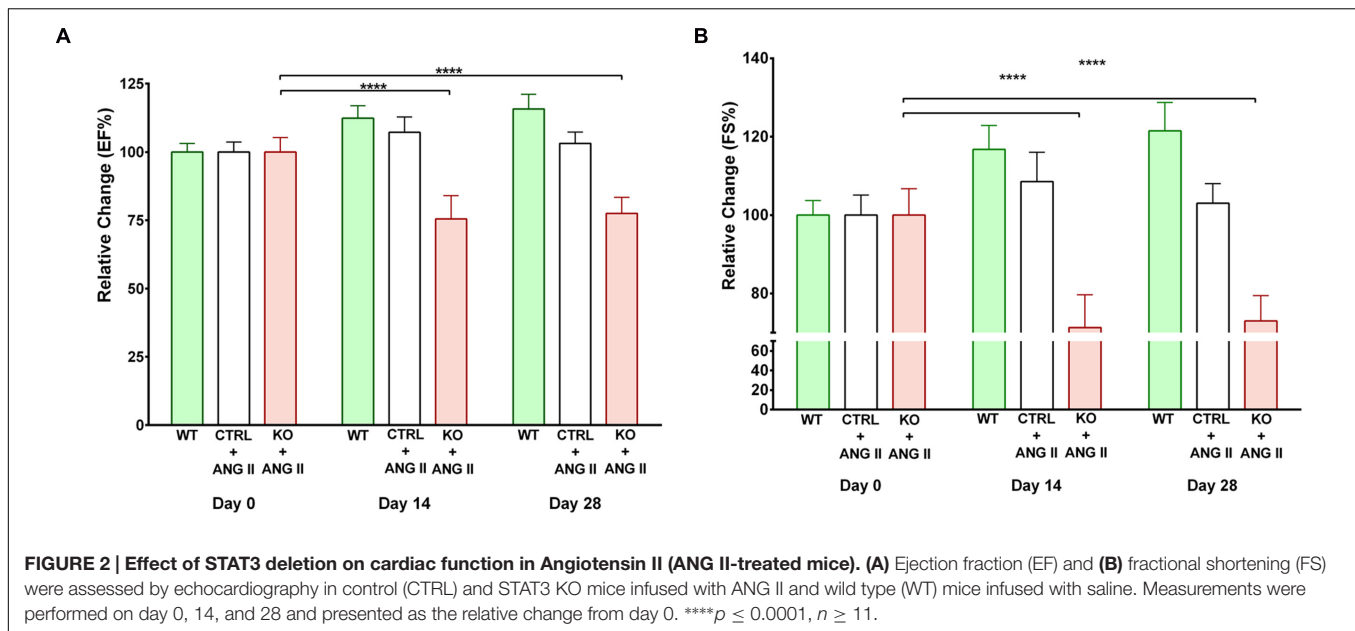 A
Relative Change (EF%)
125
100
75
50
25
0
****
****
WT CTRL + ANG II KO + ANG II
WT CTRL + ANG II KO + ANG II
WT CTRL + ANG II KO + ANG II
Day 0 Day 14 Day 28
B
Relative Change (FS%)
140
120
100
80
60
40
20
0
****
****
WT CTRL + ANG II KO + ANG II
WT CTRL + ANG II KO + ANG II
WT CTRL + ANG II KO + ANG II
Day 0 Day 14 Day 28
FIGURE 2 | Effect of STAT3 deletion on cardiac function in Angiotensin II (ANG II-treated mice). (A) Ejection fraction (EF) and (B) fractional shortening (FS)
were assessed by echocardiography in control (CTRL) and STAT3 KO mice infused with ANG II and wild type (WT) mice infused with saline. Measurements were
performed on day 0, 14, and 28 and presented as the relative change from day 0. ****p ≤ 0.0001, n ≥ 11.